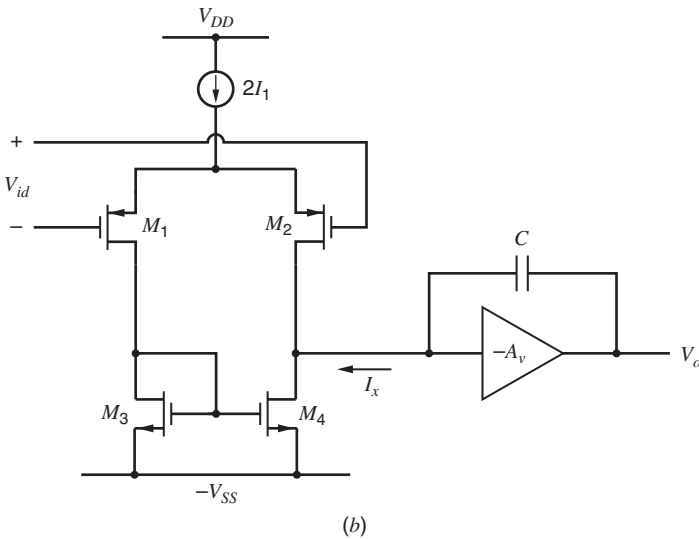 V_DD
2I_1
+
V_id
−
M_1
M_2
C
−A_v
V_o
I_x
M_3
M_4
−V_SS
(b)